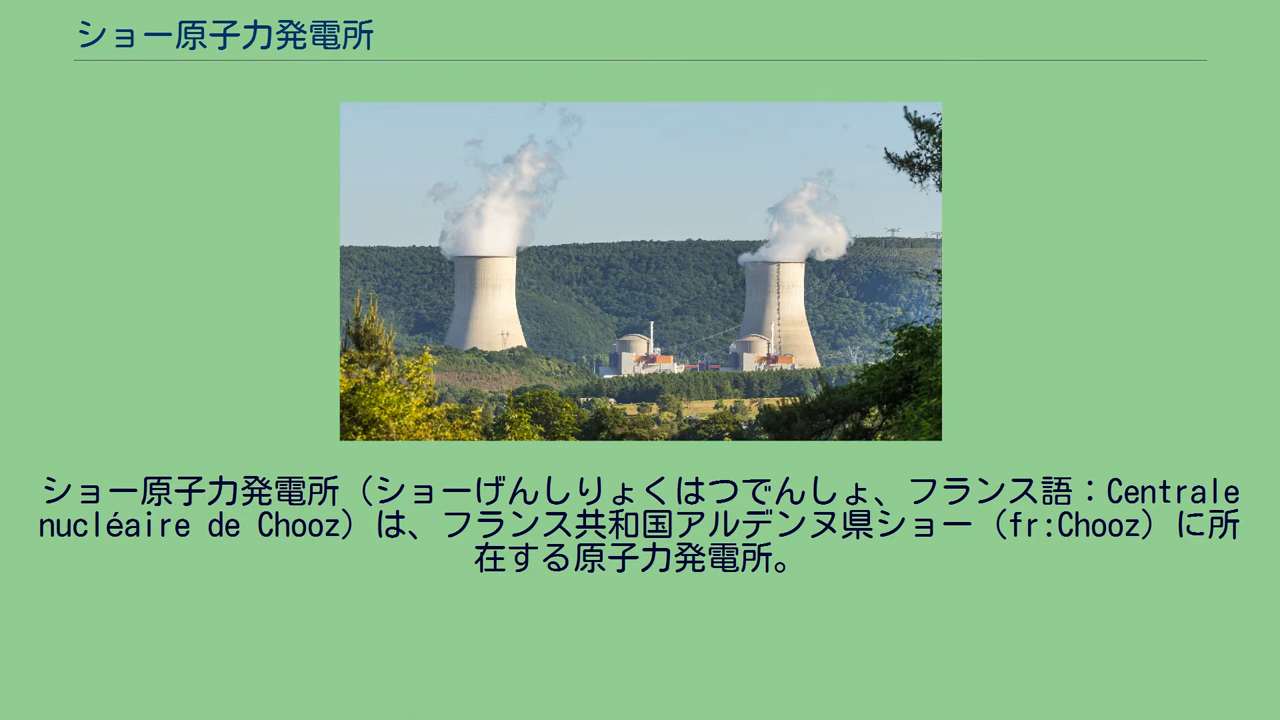 ショー原子力発電所
ショー原子力発電所（ショーげんしりょくはつでんしょ、フランス語：Centrale
nucléaire de Chooz）は、フランス共和国アルデンヌ県ショー（fr:Chooz）に所
在する原子力発電所。